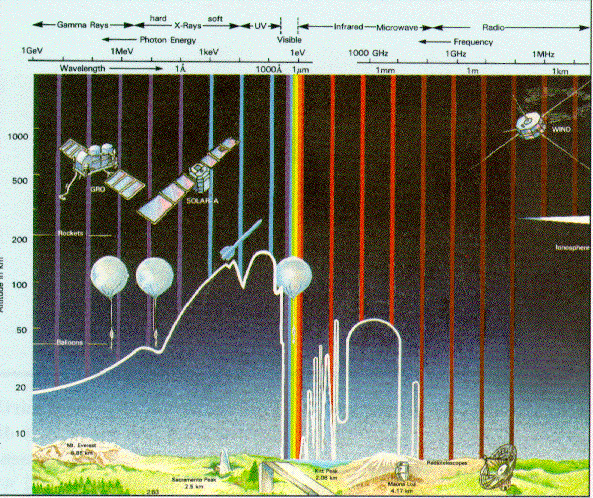 hard soft
Gamma Rays X-Rays UV Infrared Microwave Radio
Photon Energy Visible Frequency
1GeV 1MeV 1keV 1eV 1000 GHz 1GHz 1MHz
Wavelength 1Å 1000Å 1μm 1mm 1m 1km
1000
WIND
500
GRO
SOLAR-A
Rockets
200
Ionosphere
100
Altitude in km
50
Balloons
20
10
Mt. Everest
8.85 km
Sacramento Peak
2.8 km
Kitt Peak
2.06 km
Mauna Loa
4.17 km
Radiotelescopes